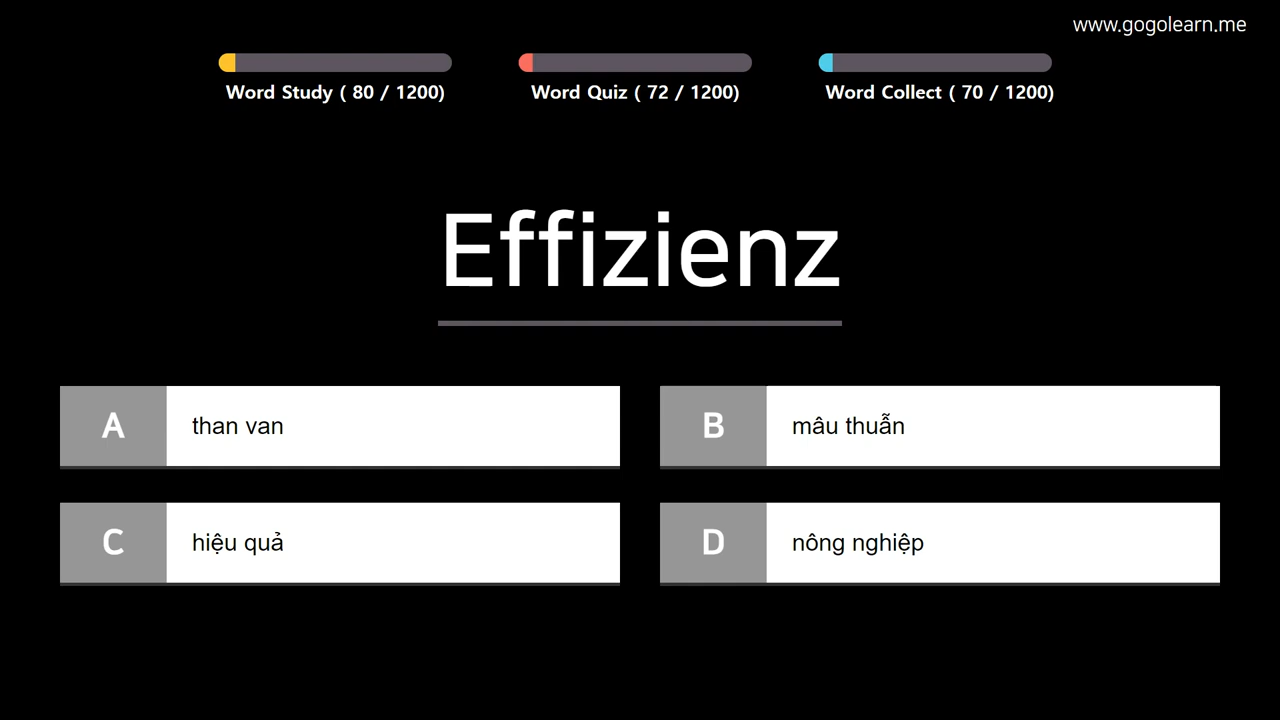 www.gogolearn.me
Word Study ( 80 / 1200)
Word Quiz ( 72 / 1200)
Word Collect ( 70 / 1200)
Effizienz
A than van
B mâu thuẫn
C hiệu quả
D nông nghiệp